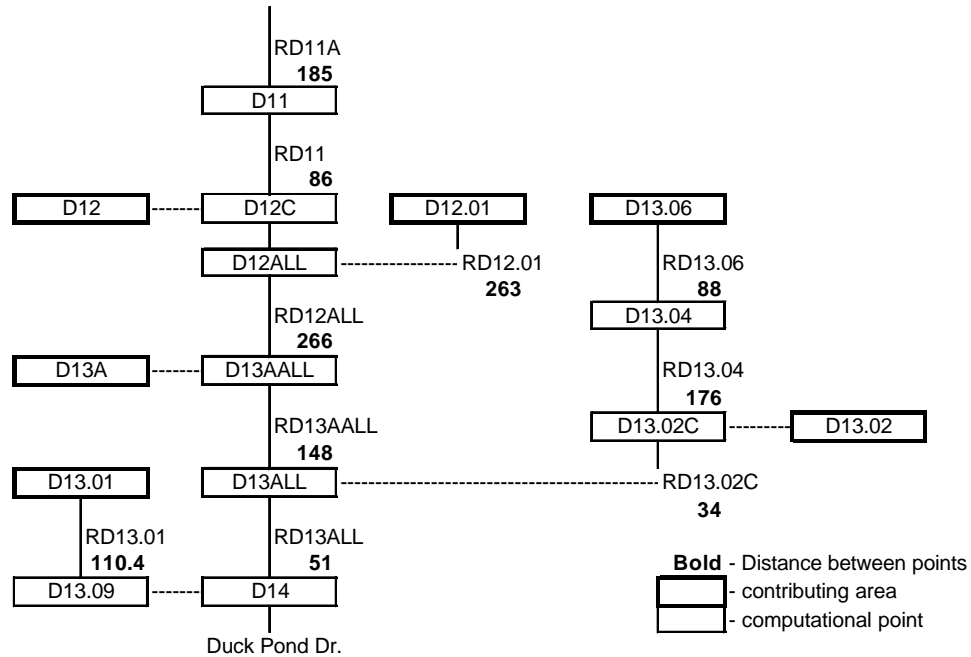 RD11A
185
D11
RD11
86
D12
D12C
D12.01
D13.06
D12ALL
RD12.01
263
RD13.06
88
RD12ALL
266
D13.04
D13A
D13AALL
RD13.04
176
RD13AALL
148
D13.02C
D13.02
D13.01
D13ALL
RD13.02C
34
RD13.01
110.4
RD13ALL
51
D13.09
D14
Duck Pond Dr.
Bold - Distance between points
- contributing area
- computational point